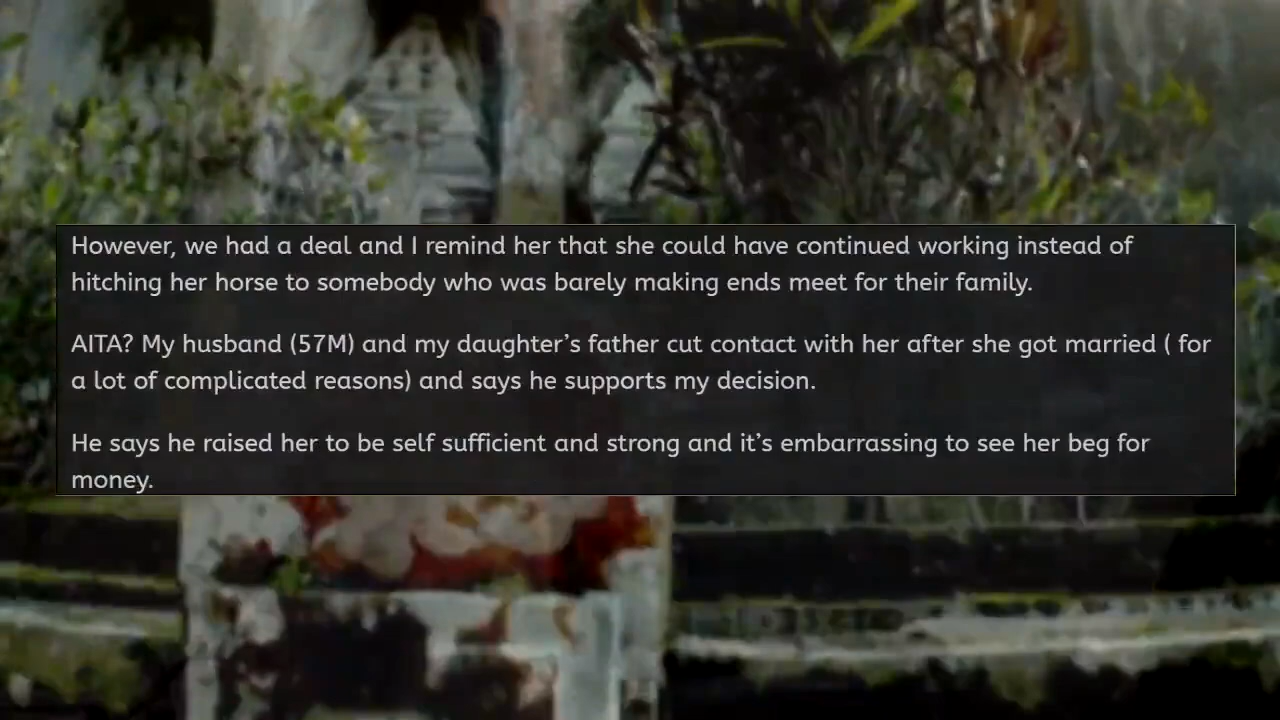 However, we had a deal and I remind her that she could have continued working instead of
hitching her horse to somebody who was barely making ends meet for their family.
AITA? My husband (57M) and my daughter’s father cut contact with her after she got married ( for
a lot of complicated reasons) and says he supports my decision.
He says he raised her to be self sufficient and strong and it’s embarrassing to see her beg for
money.